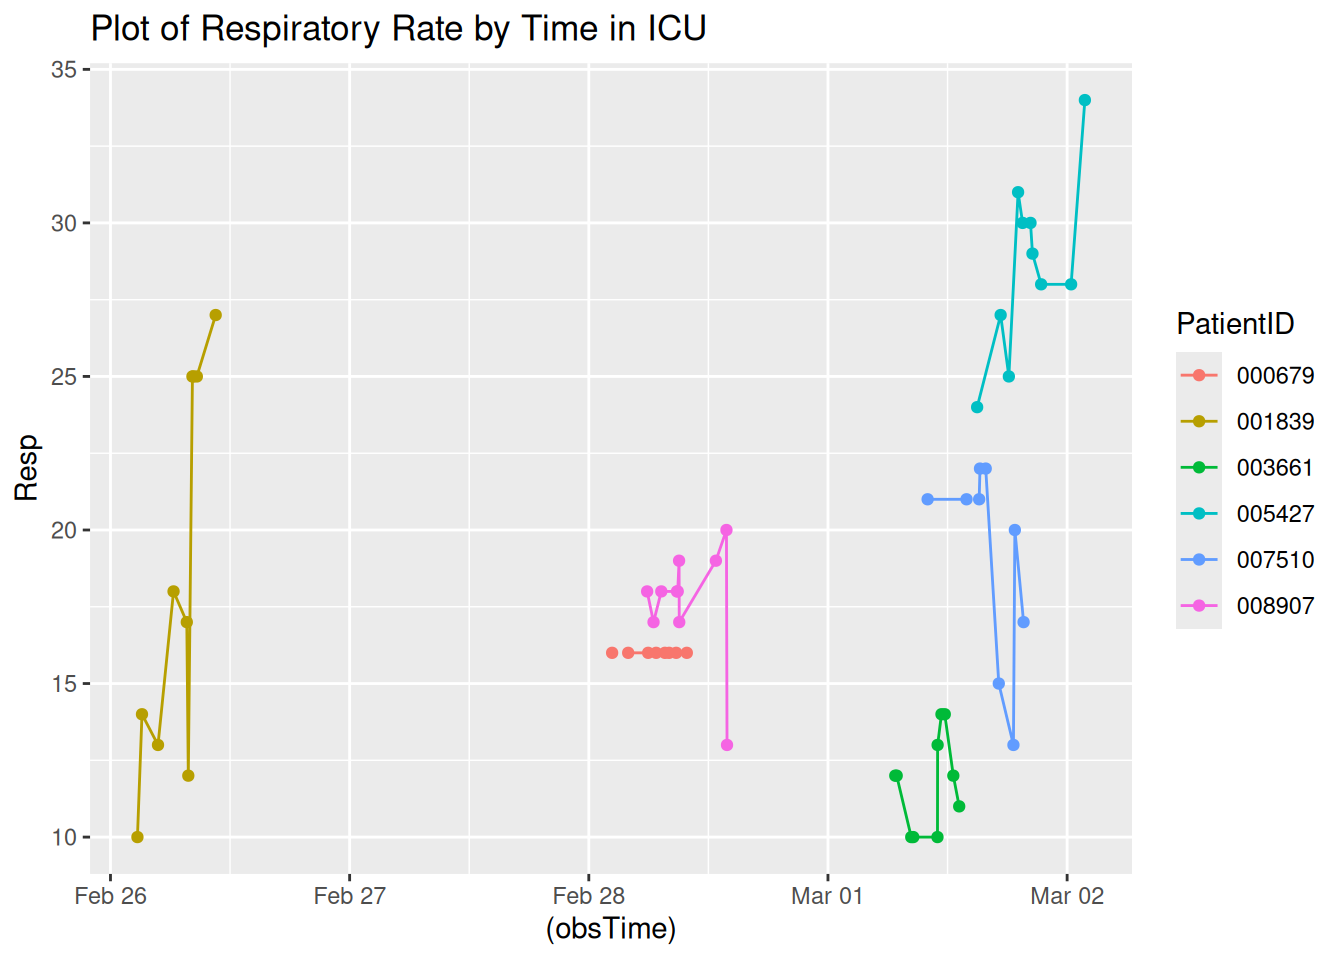 Plot of Respiratory Rate by Time in ICU
35
30
25
20
15
10
Resp
Feb 26 Feb 27 Feb 28 Mar 01 Mar 02
(obsTime)
PatientID
000679
001839
003661
005427
007510
008907